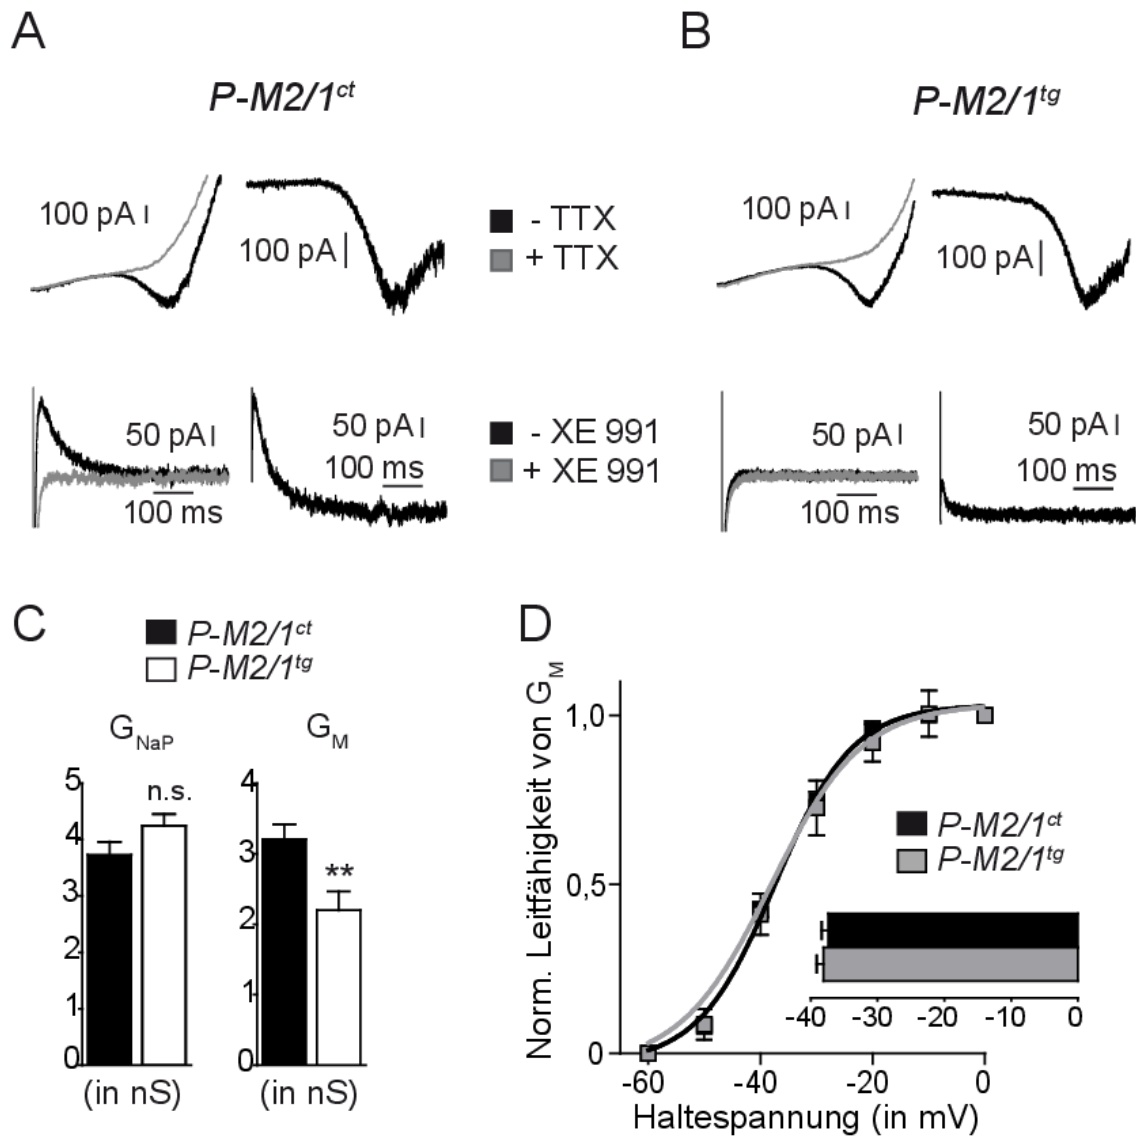 A
B
P-M2/1ct
P-M2/1tg
100 pA
100 pA
- TTX
+ TTX
100 pA
100 pA
50 pA
100 ms
50 pA
100 ms
- XE 991
+ XE 991
50 pA
100 ms
50 pA
100 ms
C
P-M2/1ct
P-M2/1tg
GNaP
GM
5
4
3
2
1
0
n.s.
(in nS)
4
3
2
1
0
**
(in nS)
D
Norm. Leitfähigkeit von GM
1,0
0,5
0
P-M2/1ct
P-M2/1tg
-40 -30 -20 -10 0
-60 -40 -20 0
Haltespannung (in mV)